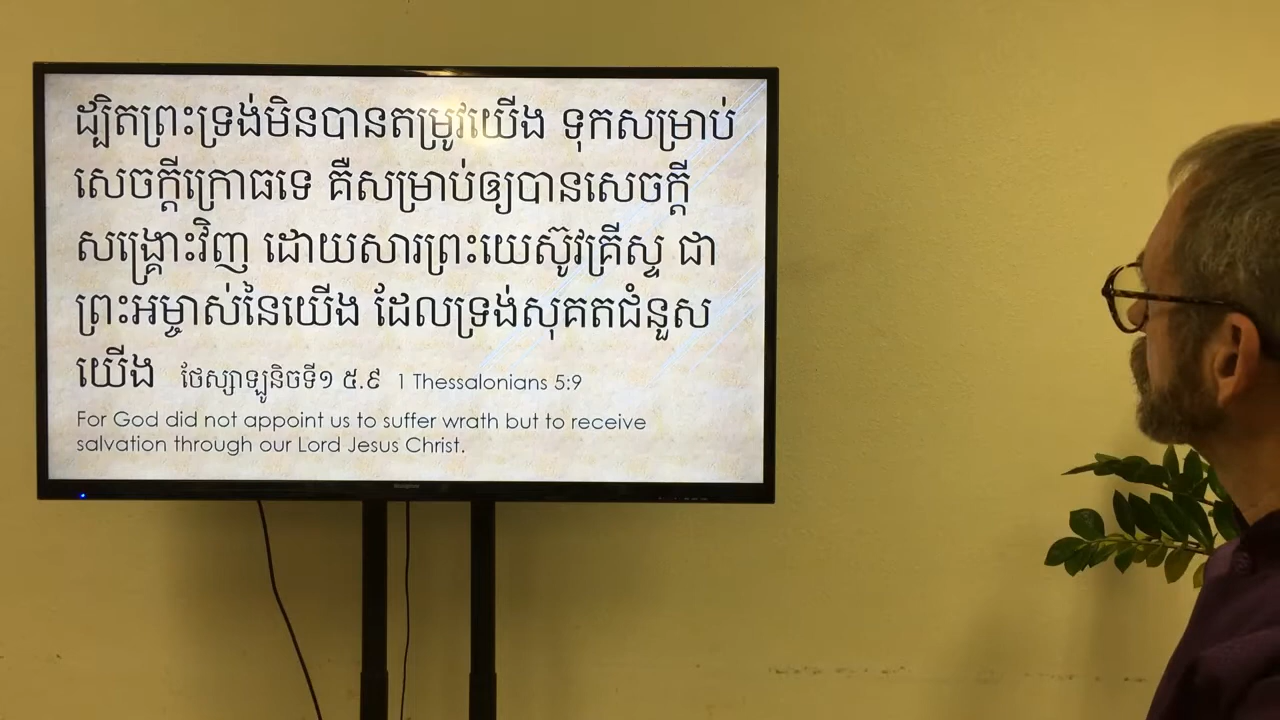 ដ្បិតព្រះទ្រង់មិនបានតម្រូវយើង ទុកសម្រាប់
សេចក្ដីក្រោធទេ គឺសម្រាប់ឲ្យបានសេចក្ដី
សង្គ្រោះវិញ ដោយសារព្រះយេស៊ូវគ្រីស្ទ ជា
ព្រះអម្ចាស់នៃយើង ដែលទ្រង់សុគតជំនួស
យើង ថែស្សាឡូនិចទី១ ៥.៩ 1 Thessalonians 5:9
For God did not appoint us to suffer wrath but to receive
salvation through our Lord Jesus Christ.